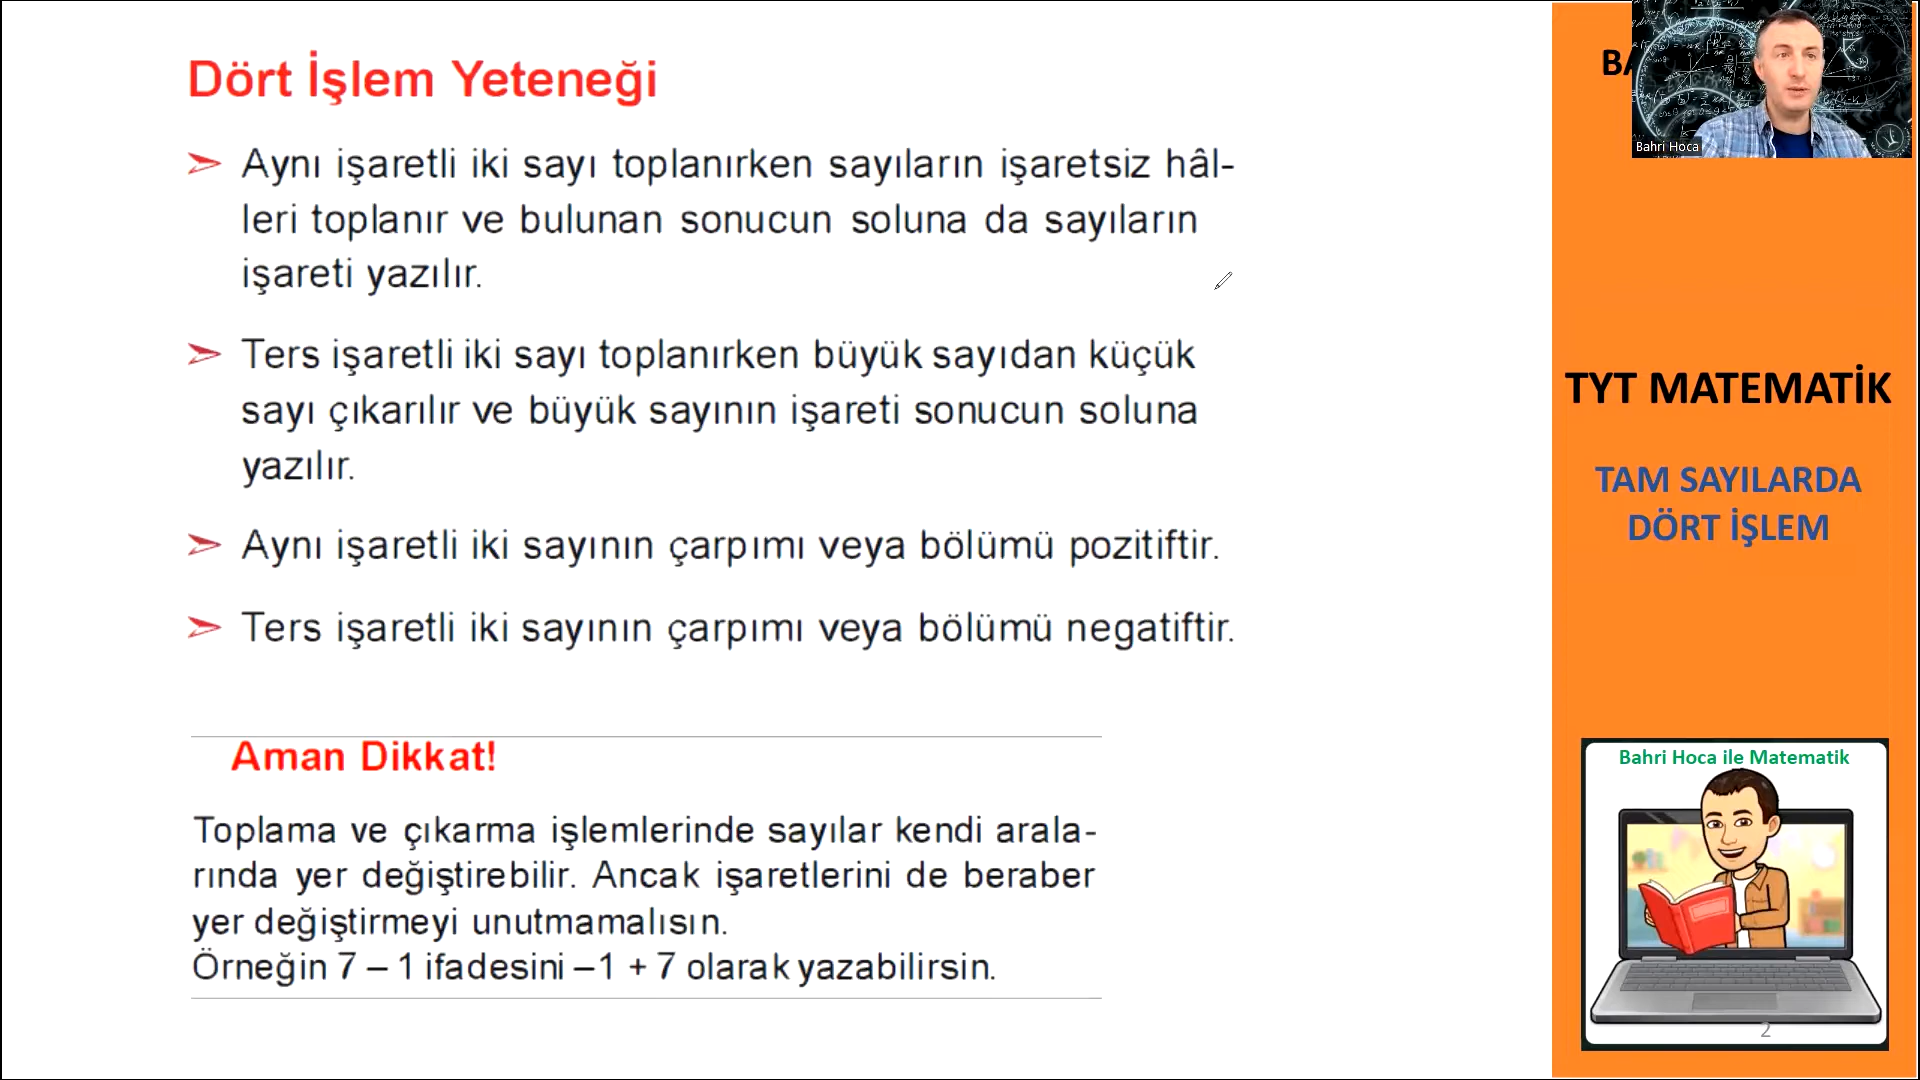 Dört İşlem Yeteneği
Aynı işaretli iki sayı toplanırken sayıların işaretsiz hâl-
leri toplanır ve bulunan sonucun soluna da sayıların
işareti yazılır.
Ters işaretli iki sayı toplanırken büyük sayıdan küçük
sayı çıkarılır ve büyük sayının işareti sonucun soluna
yazılır.
Aynı işaretli iki sayının çarpımı veya bölümü pozitiftir.
Ters işaretli iki sayının çarpımı veya bölümü negatiftir.
Aman Dikkat!
Toplama ve çıkarma işlemlerinde sayılar kendi arala-
rında yer değiştirebilir. Ancak işaretlerini de beraber
yer değiştirmeyi unutmamalısın.
Örneğin 7 – 1 ifadesini –1 + 7 olarak yazabilirsin.
Bahri Hoca
TYT MATEMATİK
TAM SAYILARDA
DÖRT İŞLEM
Bahri Hoca ile Matematik
2